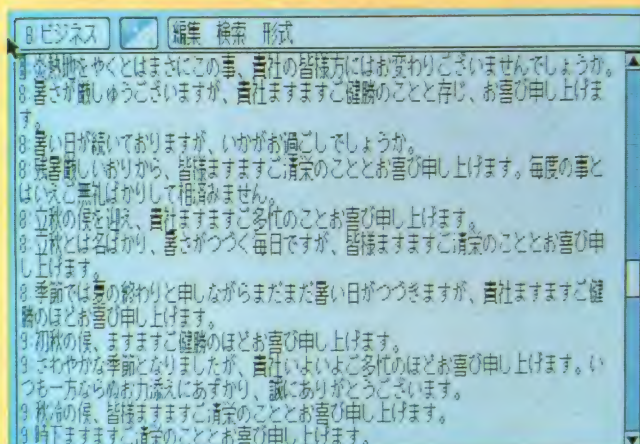 8:ビジネス 編集 検索 形式
炎熱地をやくとはまさにこの事、貴社の皆様方にはお変わりございませんでしょうか。
8:暑さが厳しゅうございますが、貴社ますますご健勝のことと存じ、お喜び申し上げま
す。
8:暑い日が続いておりますが、いかがお過ごしでしょうか。
8:残暑厳しいおりから、皆様ますますご清栄のこととお喜び申し上げます。毎度の事と
はいえご無礼ばかりして相済みません。
8:立秋の候を迎え、貴社ますますご多忙のことお喜び申し上げます。
8:立秋とは名ばかり、暑さがつづく毎日ですが、皆様ますますご清栄のこととお喜び申
し上げます。
8:季節では夏の終わりと申しながらまだまだ暑い日がつづきますが、貴社ますますご健
勝のほどお喜び申し上げます。
9:初秋の候、ますますご健勝のほどお喜び申し上げます。
9:さわやかな季節となりましたが、貴社いよいよご多忙のほどお喜び申し上げます。い
つも一方ならぬお力添えにあずかり、誠にありがとうございます。
9:秋冷の候、皆様ますますご清栄のこととお喜び申し上げます。
9:時下ますますご清栄のこととお喜び申し上げます。